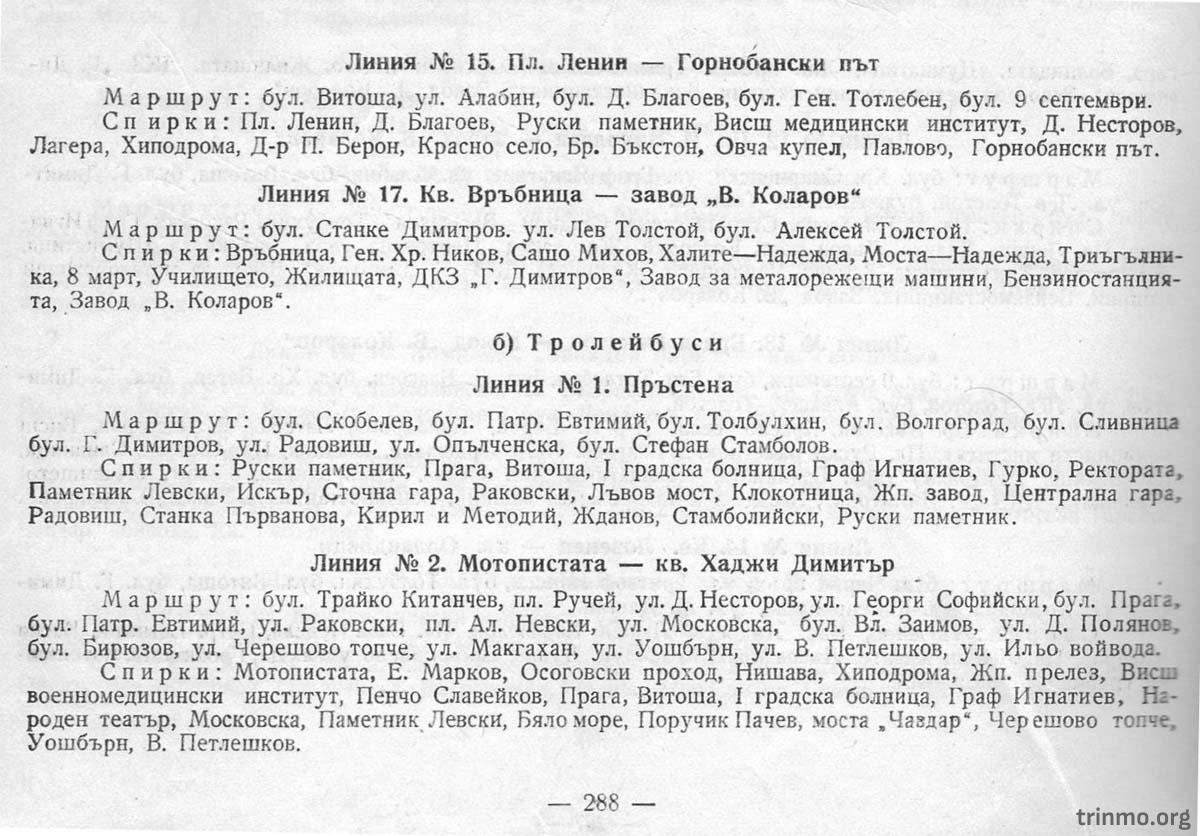 Линия № 15. Пл. Ленин — Горнобански път
Маршрут: бул. Витоша, ул. Алабин, бул. Д. Благоев, бул. Ген. Тотлебен, бул. 9 септември.
Спирки: Пл. Ленин, Д. Благоев, Руски паметник, Висш медицински институт, Д. Несторов,
Лагера, Хиподрома, Д-р П. Берон, Красно село, Бр. Бъкстон, Овча купел, Павлово, Горнобански път.
Линия № 17. Кв. Връбница — завод „В. Коларов“
Маршрут: бул. Станке Димитров. ул. Лев Толстой, бул. Алексей Толстой.
Спирки: Връбница, Ген. Хр. Ников, Сашо Михов, Халите—Надежда, Моста—Надежда, Триъгълни-
ка, 8 март, Училището, Жилищата, ДКЗ „Г. Димитров“, Завод за металорежещи машини, Бензиностанция-
та, Завод „В. Коларов“.
б) Тролейбуси
Линия № 1. Пръстена
Маршрут: бул. Скобелев, бул. Патр. Евтимий, бул. Толбулхин, бул. Волгоград, бул. Сливница
бул. Г. Димитров, ул. Радовиш, ул. Опълченска, бул. Стефан Стамболов.
Спирки: Руски паметник, Прага, Витоша, I градска болница, Граф Игнатиев, Гурко, Ректората,
Паметник Левски, Искър, Сточна гара, Раковски, Лъвов мост, Клокотница, Жп. завод, Централна гара,
Радовиш, Станка Първанова, Кирил и Методий, Жданов, Стамболийски, Руски паметник.
Линия № 2. Мотопистата — кв. Хаджи Димитър
Маршрут: бул. Трайко Китанчев, пл. Ручей, ул. Д. Несторов, ул. Георги Софийски, бул. Прага,
бул. Патр. Евтимий, ул. Раковски, пл. Ал. Невски, ул. Московска, бул. Вл. Заимов, ул. Д. Полянов,
бул. Бирюзов, ул. Черешово топче, ул. Макгахан, ул. Уошбърн, ул. В. Петлешков, ул. Ильо войвода.
Спирки: Мотопистата, Е. Марков, Осоговски проход, Нишава, Хиподрома, Жп. прелез, Висш
военномедицински институт, Пенчо Славейков, Прага, Витоша, I градска болница, Граф Игнатиев, На-
роден театър, Московска, Паметник Левски, Бяло море, Поручик Пачев, моста „Чавдар“, Черешово топче,
Уошбърн, В. Петлешков.
— 288 —
trinmo.org